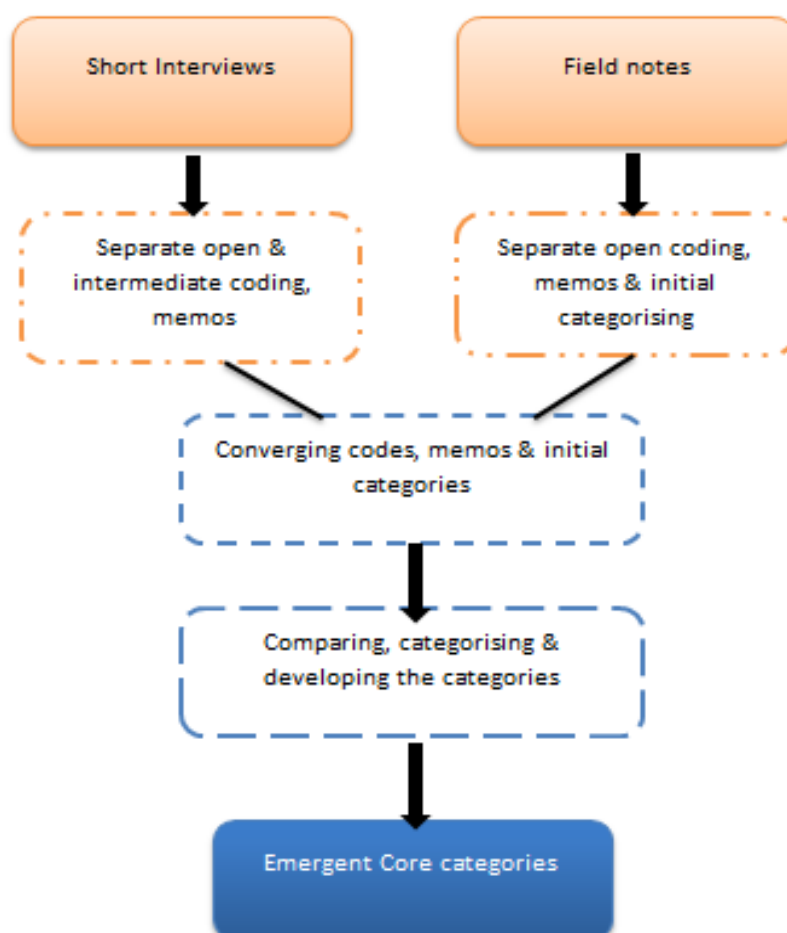 Short Interviews
Field notes
Separate open &
intermediate coding,
memos
Separate open coding,
memos & initial
categorising
Converging codes, memos & initial
categories
Comparing, categorising &
developing the categories
Emergent Core categories